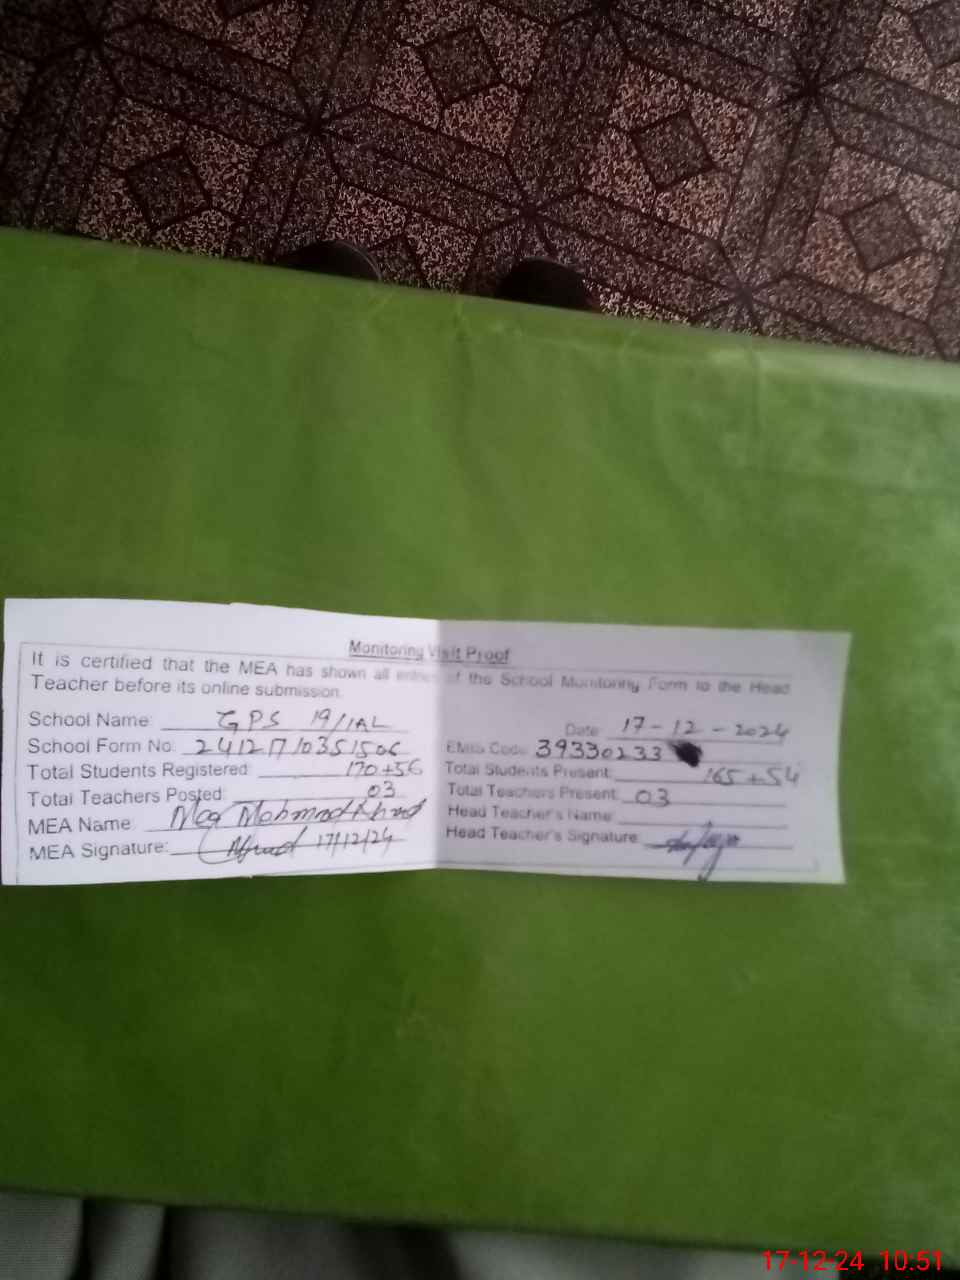 Monitoring Visit Proof
It is certified that the MEA has shown all entries of the School Monitoring Form to the Head
Teacher before its online submission.
School Name: GPS 19/1AL Date: 17-12-2024
School Form No: EMIS Code: 39330233
Total Students Registered: 170+56 Total Students Present: 165+54
Total Teachers Posted: 03 Total Teachers Present: 03
MEA Name: Head Teacher's Name:
MEA Signature: 17/12/24 Head Teacher's Signature:
17-12-24 10:51